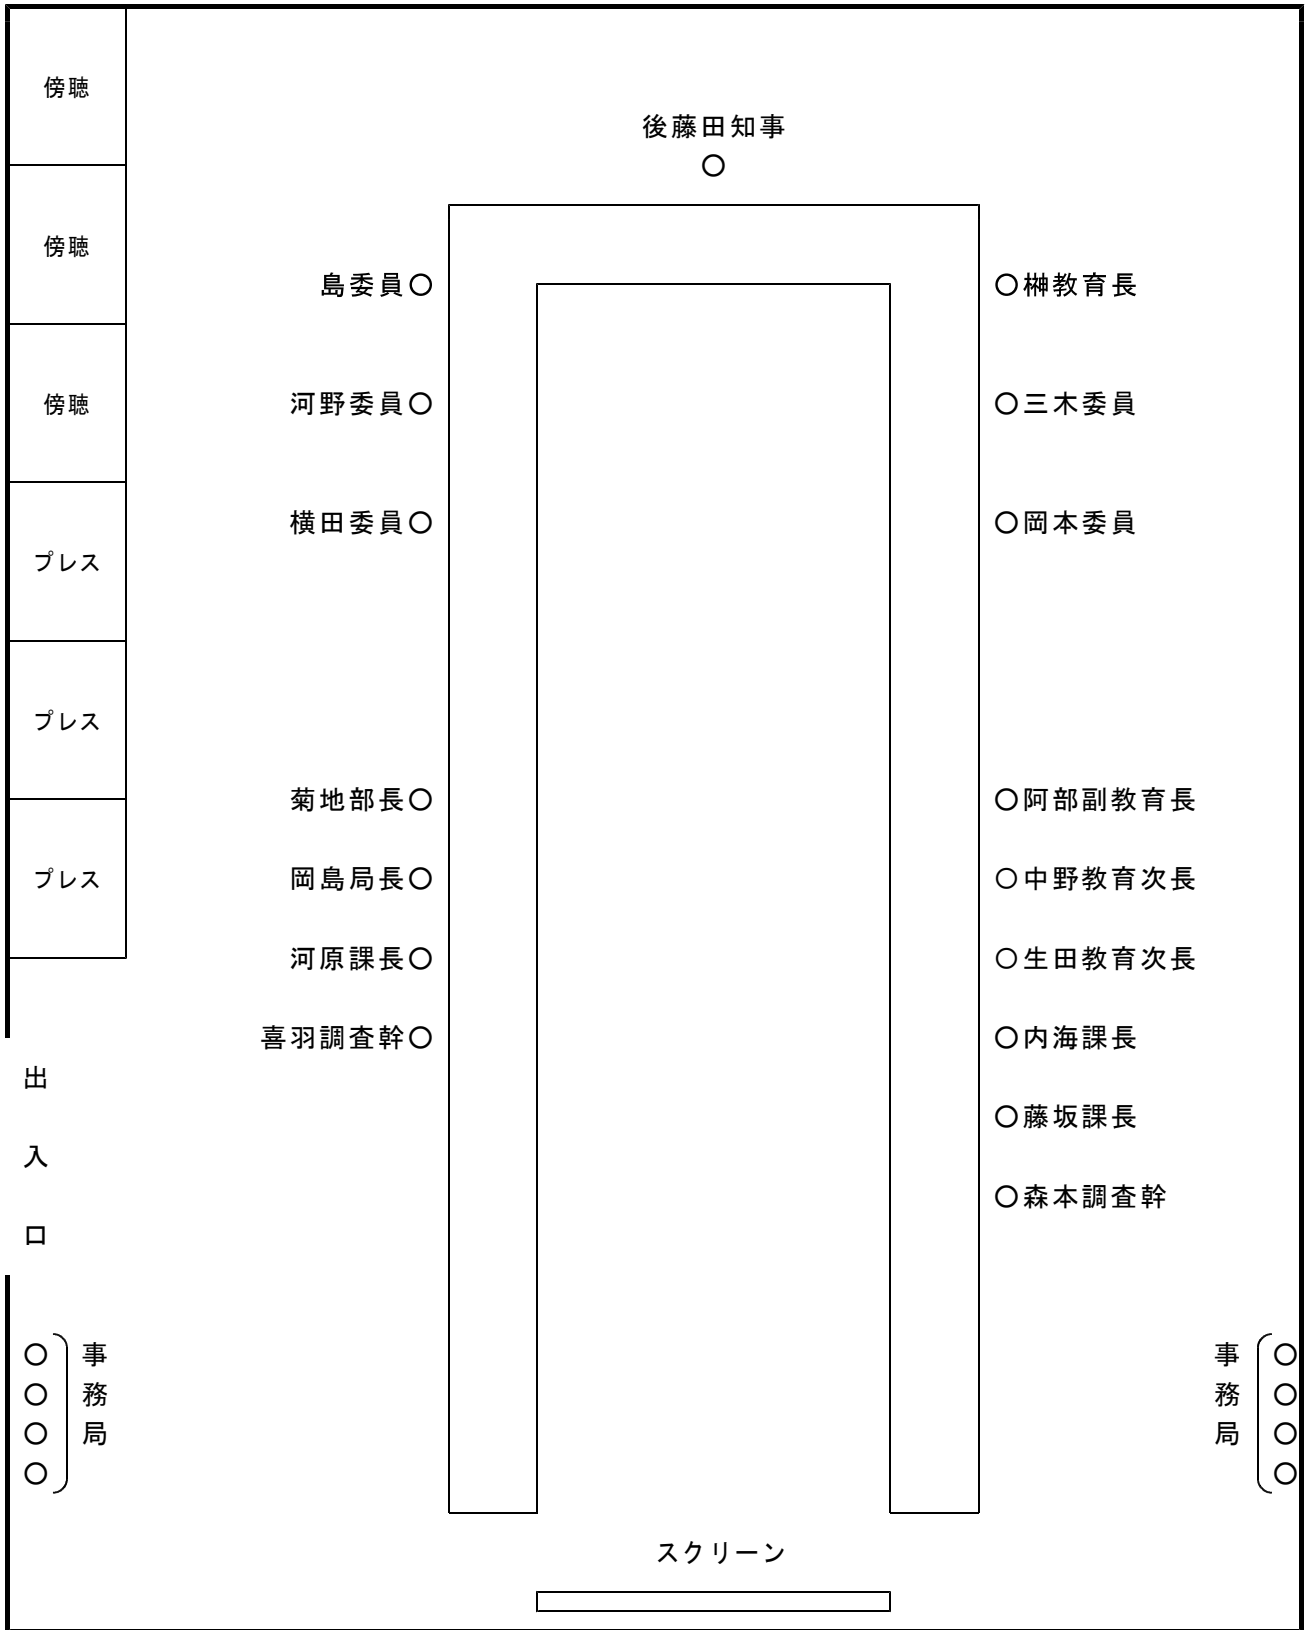 傍聴
後藤田知事
○
傍聴
島委員○
○榊教育長
傍聴
河野委員○
○三木委員
横田委員○
○岡本委員
プレス
プレス
菊地部長○
○阿部副教育長
プレス
岡島局長○
○中野教育次長
河原課長○
○生田教育次長
喜羽調査幹○
○内海課長
出入口
○藤坂課長
○森本調査幹
○○○○
事務局
事務局
○○○○
スクリーン